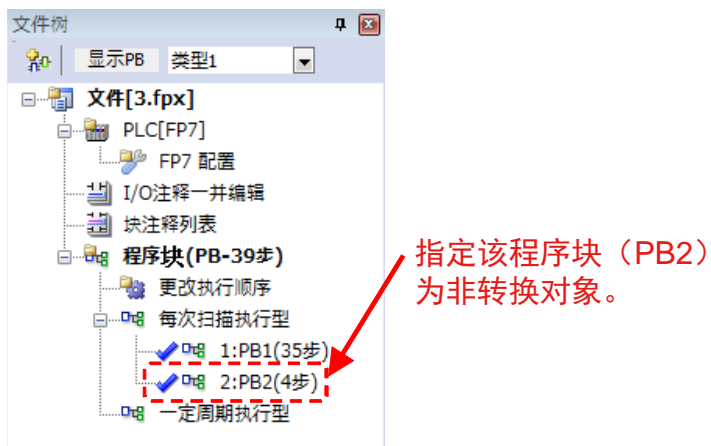 文件树
显示PB 类型1
文件[3.fpx]
PLC[FP7]
FP7 配置
I/O注释一并编辑
块注释列表
程序块(PB-39步)
更改执行顺序
每次扫描执行型
1:PB1(35步)
2:PB2(4步)
一定周期执行型
指定该程序块（PB2）
为非转换对象。